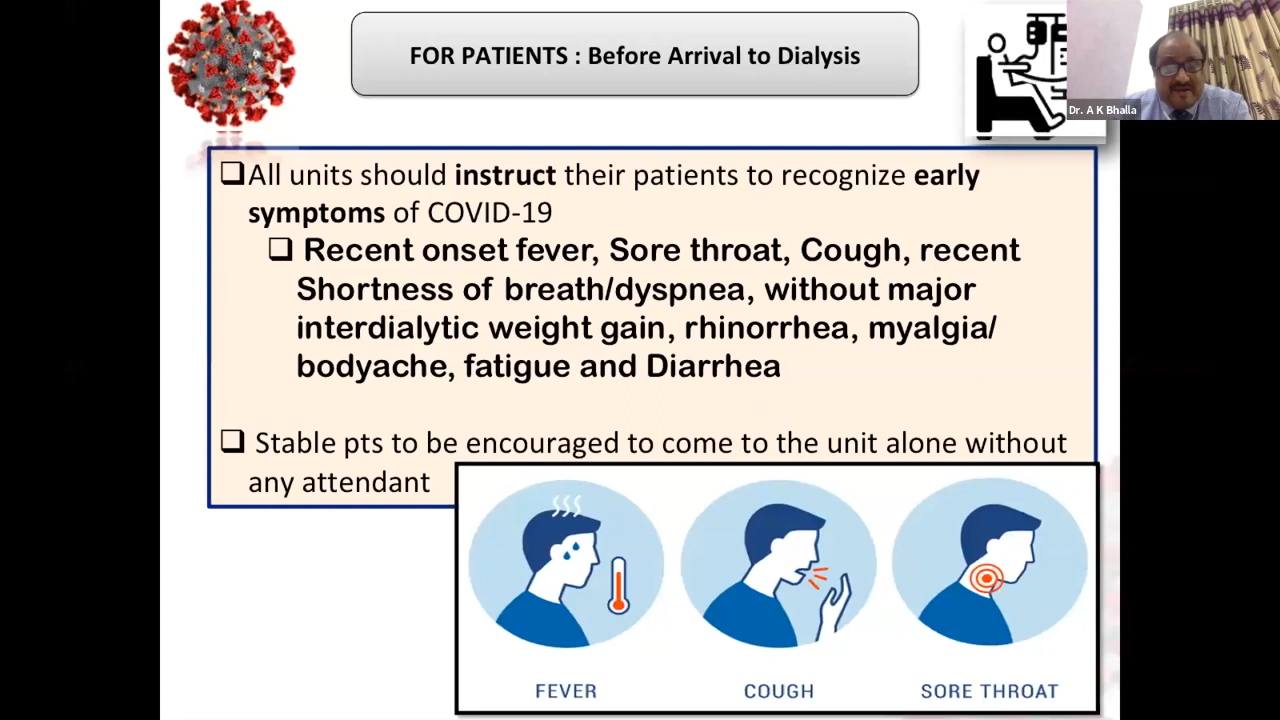 FOR PATIENTS : Before Arrival to Dialysis
Dr. A K Bhalla
All units should instruct their patients to recognize early
symptoms of COVID-19
Recent onset fever, Sore throat, Cough, recent
Shortness of breath/dyspnea, without major
interdialytic weight gain, rhinorrhea, myalgia/
bodyache, fatigue and Diarrhea
Stable pts to be encouraged to come to the unit alone without
any attendant
FEVER
COUGH
SORE THROAT